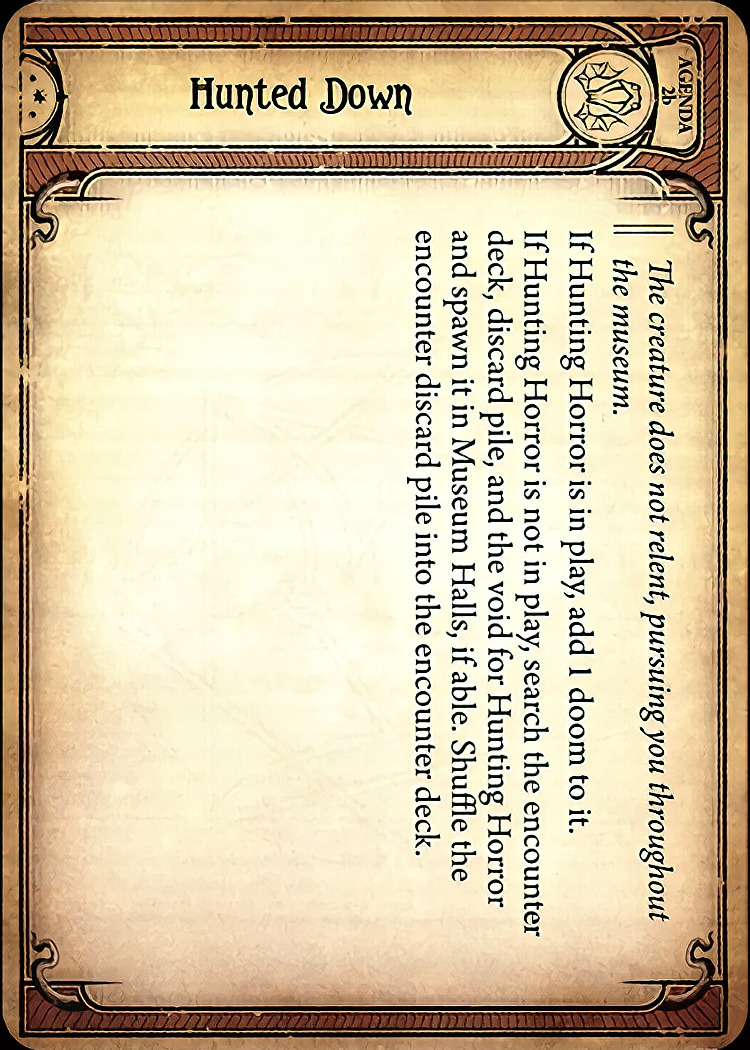 AGENDA
2b
Hunted Down
The creature does not relent, pursuing you throughout
the museum.
If Hunting Horror is in play, add 1 doom to it.
If Hunting Horror is not in play, search the encounter
deck, discard pile, and the void for Hunting Horror
and spawn it in Museum Halls, if able. Shuffle the
encounter discard pile into the encounter deck.